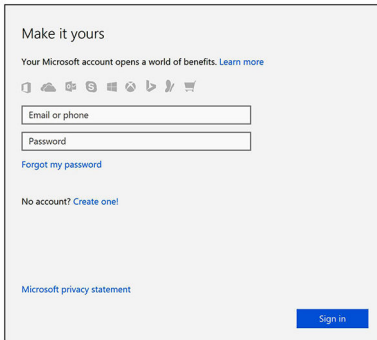 Make it yours
Your Microsoft account opens a world of benefits. Learn more
Email or phone
Password
Forgot my password
No account? Create one!
Microsoft privacy statement
Sign in